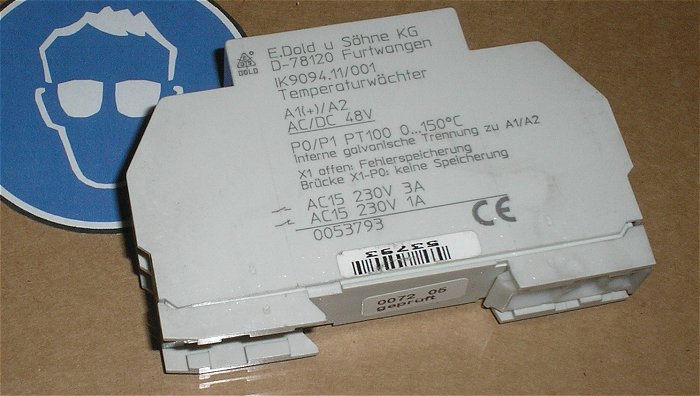 E.Dold u Söhne KG
D-78120 Furtwangen
DOLD
IK9094.11/001
Temperaturwächter
A1(+)/A2
AC/DC 48V
P0/P1 PT100 0...150°C
Interne galvanische Trennung zu A1/A2
X1 offen: Fehlerspeicherung
Brücke X1-P0: keine Speicherung
AC15 230V 3A
AC15 230V 1A
0053793
CE
53793
0072 05
geprüft